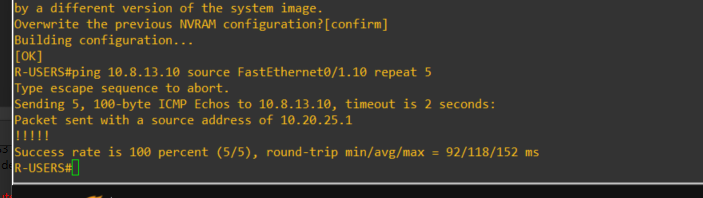 by a different version of the system image.
Overwrite the previous NVRAM configuration?[confirm]
Building configuration...
[OK]
R-USERS#ping 10.8.13.10 source FastEthernet0/1.10 repeat 5
Type escape sequence to abort.
Sending 5, 100-byte ICMP Echos to 10.8.13.10, timeout is 2 seconds:
Packet sent with a source address of 10.20.25.1
!!!!!
Success rate is 100 percent (5/5), round-trip min/avg/max = 92/118/152 ms
R-USERS#